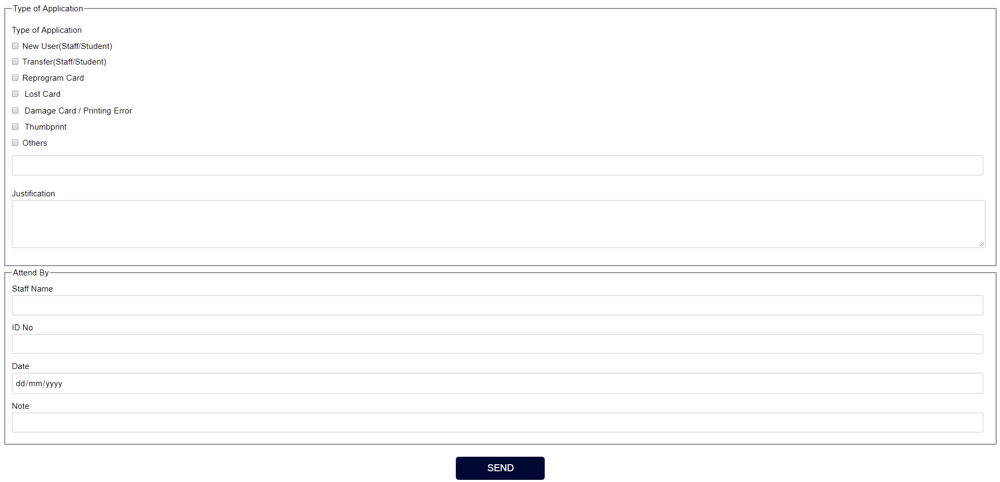 Type of Application
Type of Application
New User(Staff/Student)
Transfer(Staff/Student)
Reprogram Card
Lost Card
Damage Card / Printing Error
Thumbprint
Others
Justification
Attend By
Staff Name
ID No
Date
dd/mm/yyyy
Note
SEND